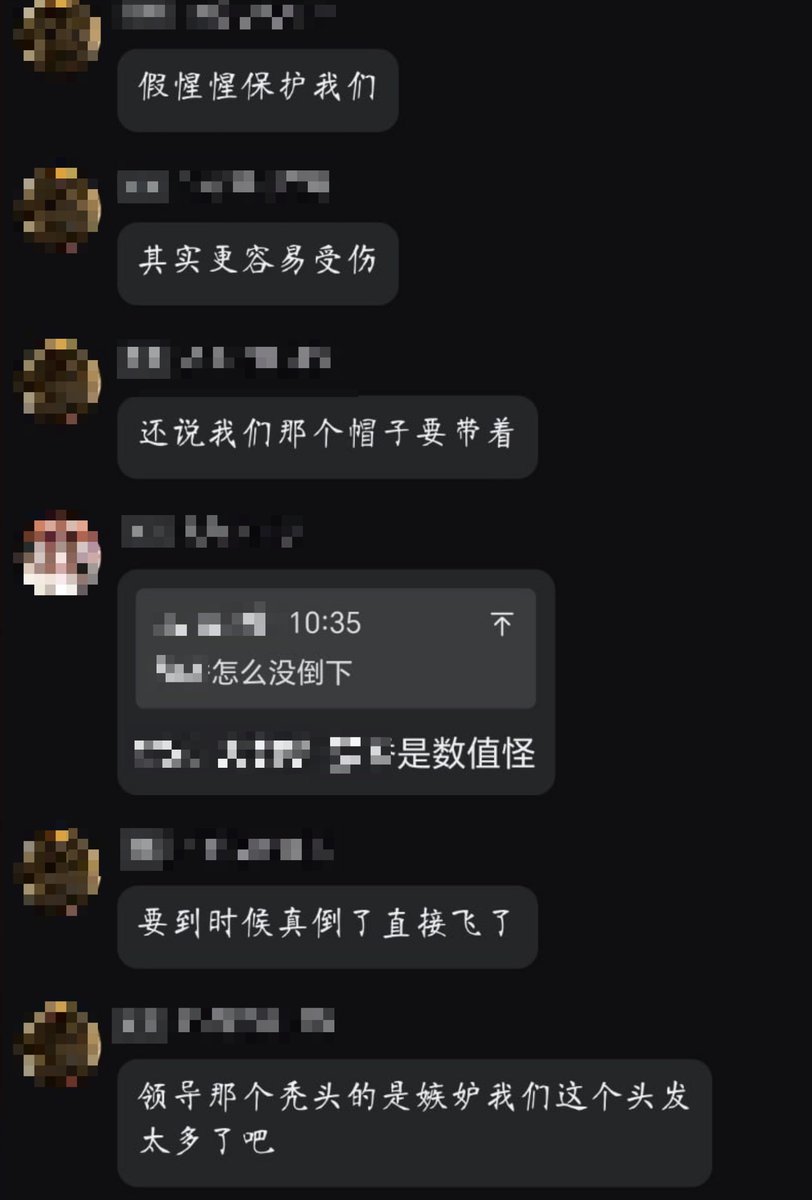 假惺惺保护我们
其实更容易受伤
还说我们那个帽子要带着
10:35
怎么没倒下
是数值怪
要到时候真倒了直接飞了
领导那个秃头的是嫉妒我们这个头发
太多了吧